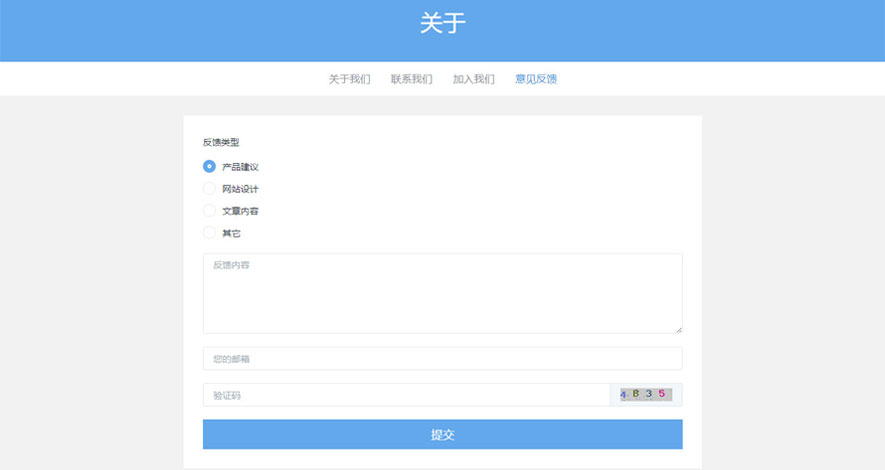 关于
关于我们 联系我们 加入我们 意见反馈
反馈类型
产品建议
网站设计
文章内容
其它
反馈内容
您的邮箱
验证码 4 8 3 5
提交